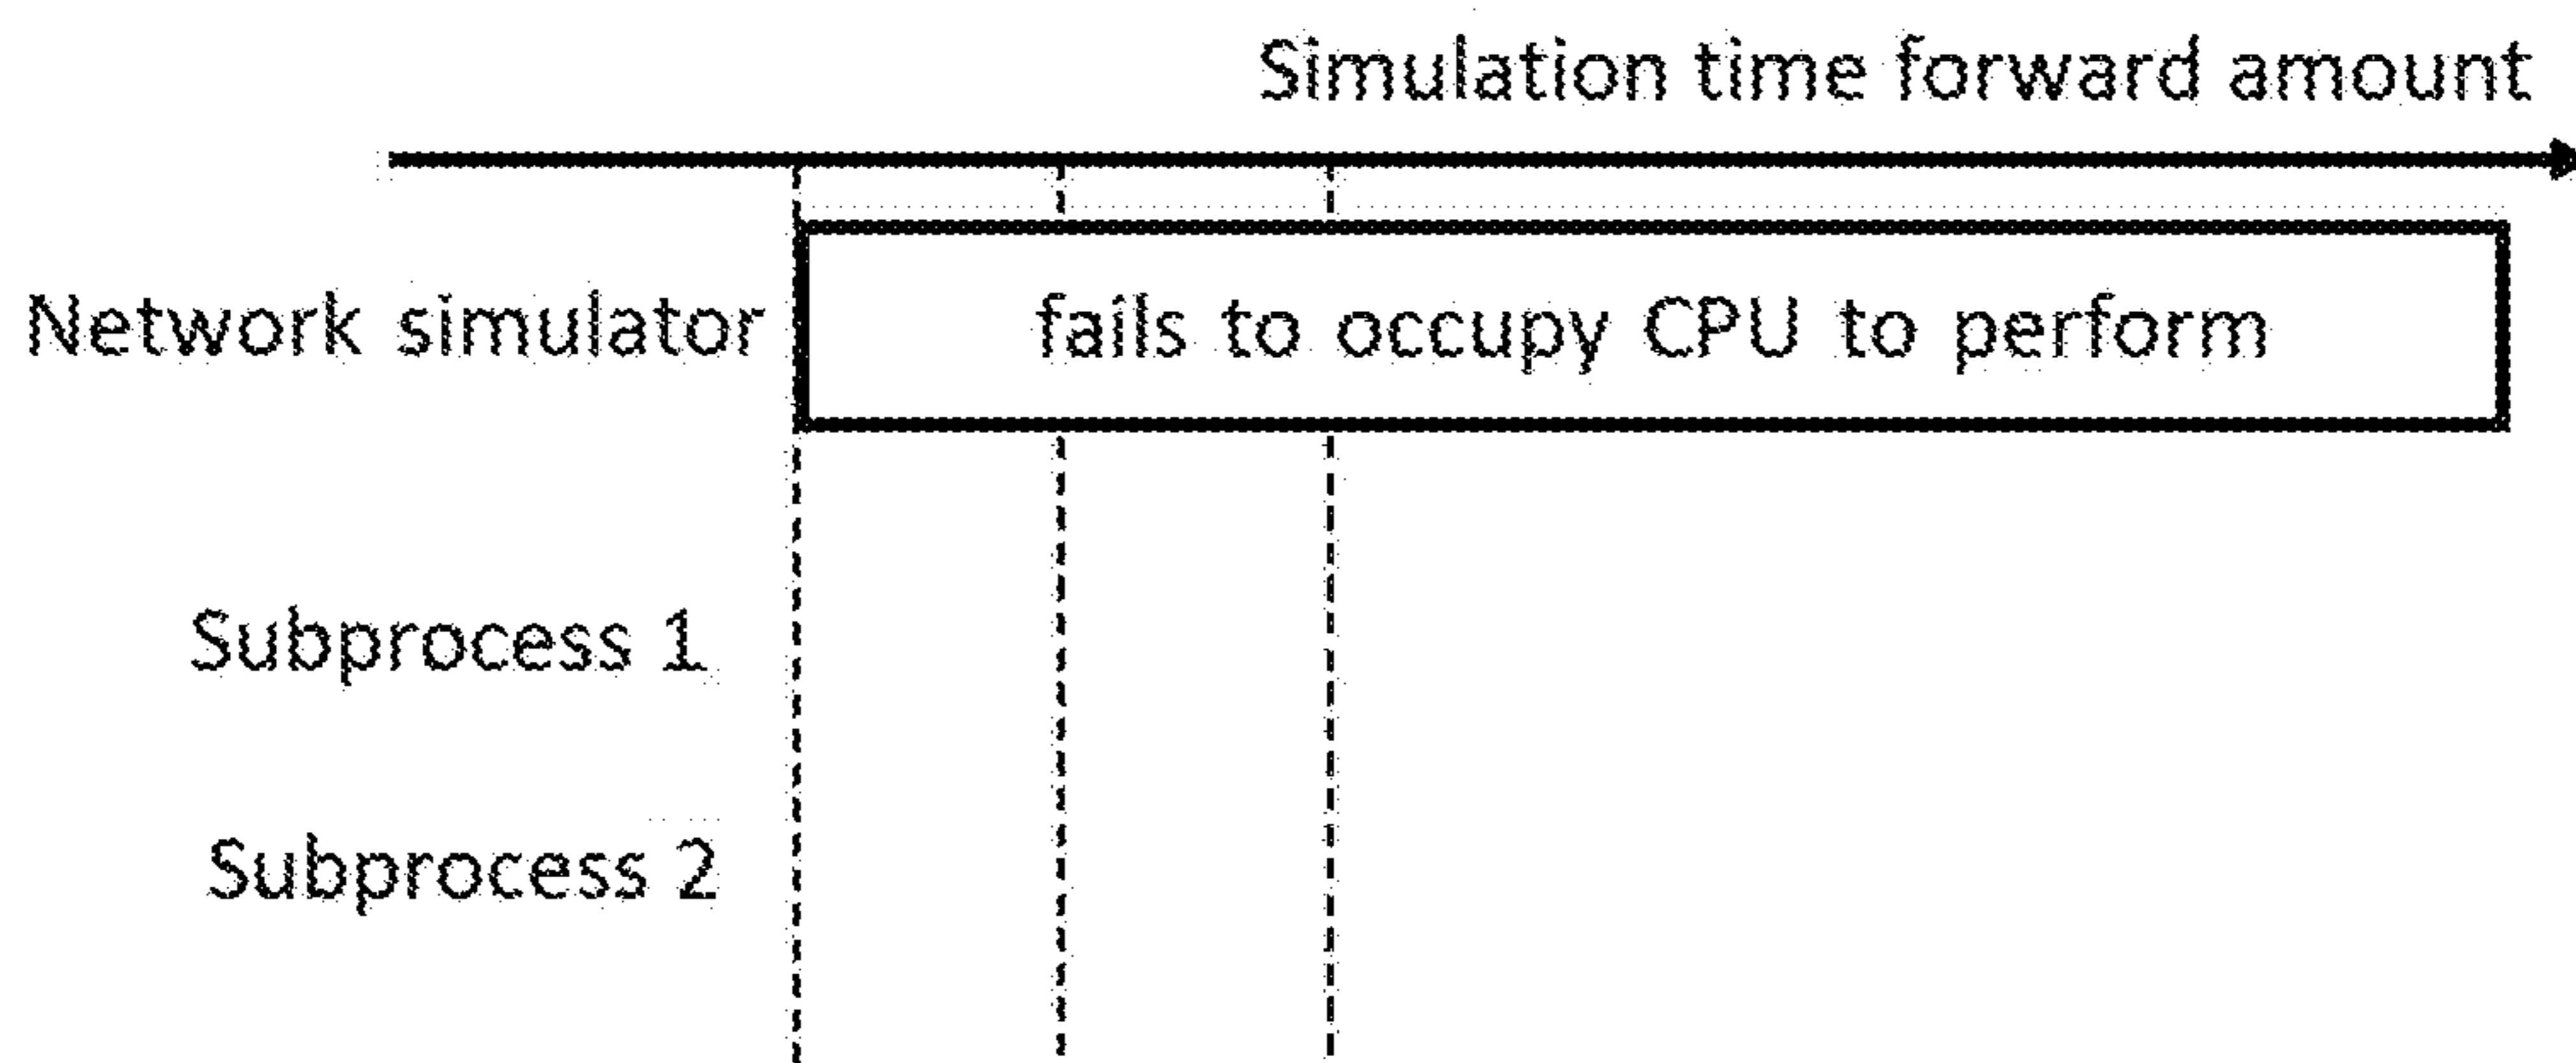 Simulation time forward amount
Network simulator
fails to occupy CPU to perform
Subprocess 1
Subprocess 2